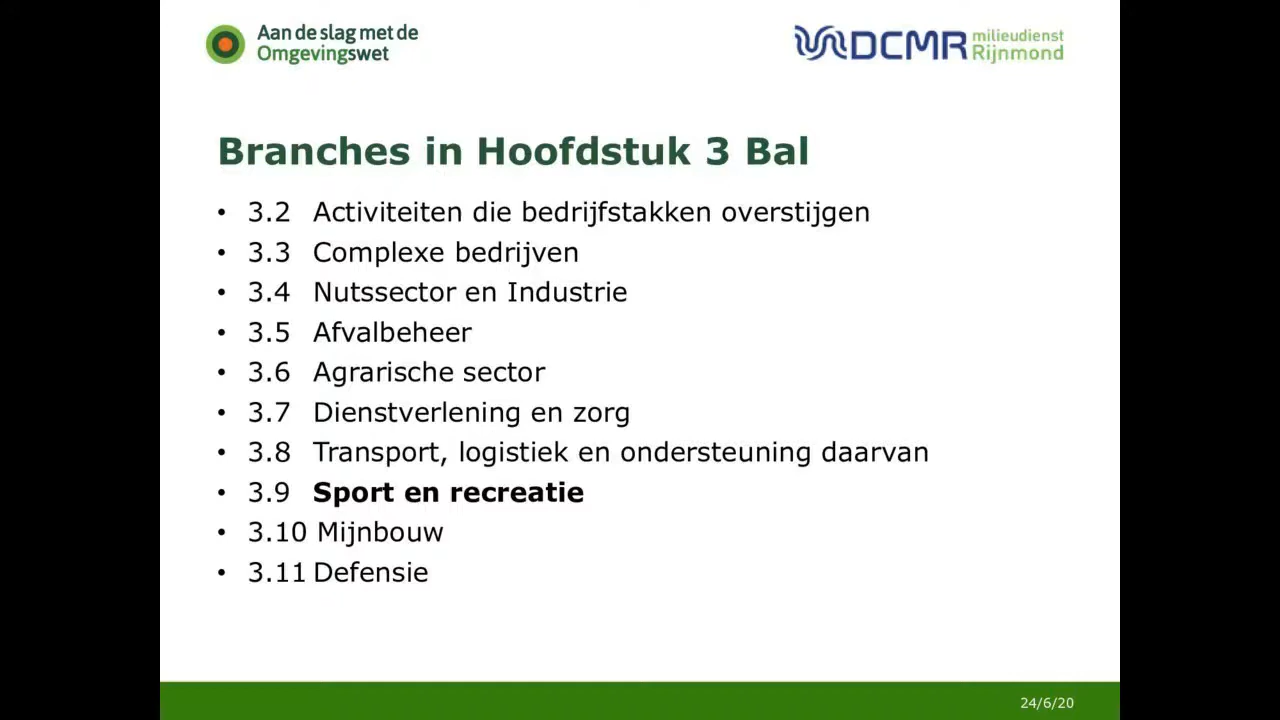 Aan de slag met de
Omgevingswet
DCMR milieudienst
Rijnmond
Branches in Hoofdstuk 3 Bal
• 3.2 Activiteiten die bedrijfstakken overstijgen
• 3.3 Complexe bedrijven
• 3.4 Nutssector en Industrie
• 3.5 Afvalbeheer
• 3.6 Agrarische sector
• 3.7 Dienstverlening en zorg
• 3.8 Transport, logistiek en ondersteuning daarvan
• 3.9 Sport en recreatie
• 3.10 Mijnbouw
• 3.11 Defensie
24/6/20